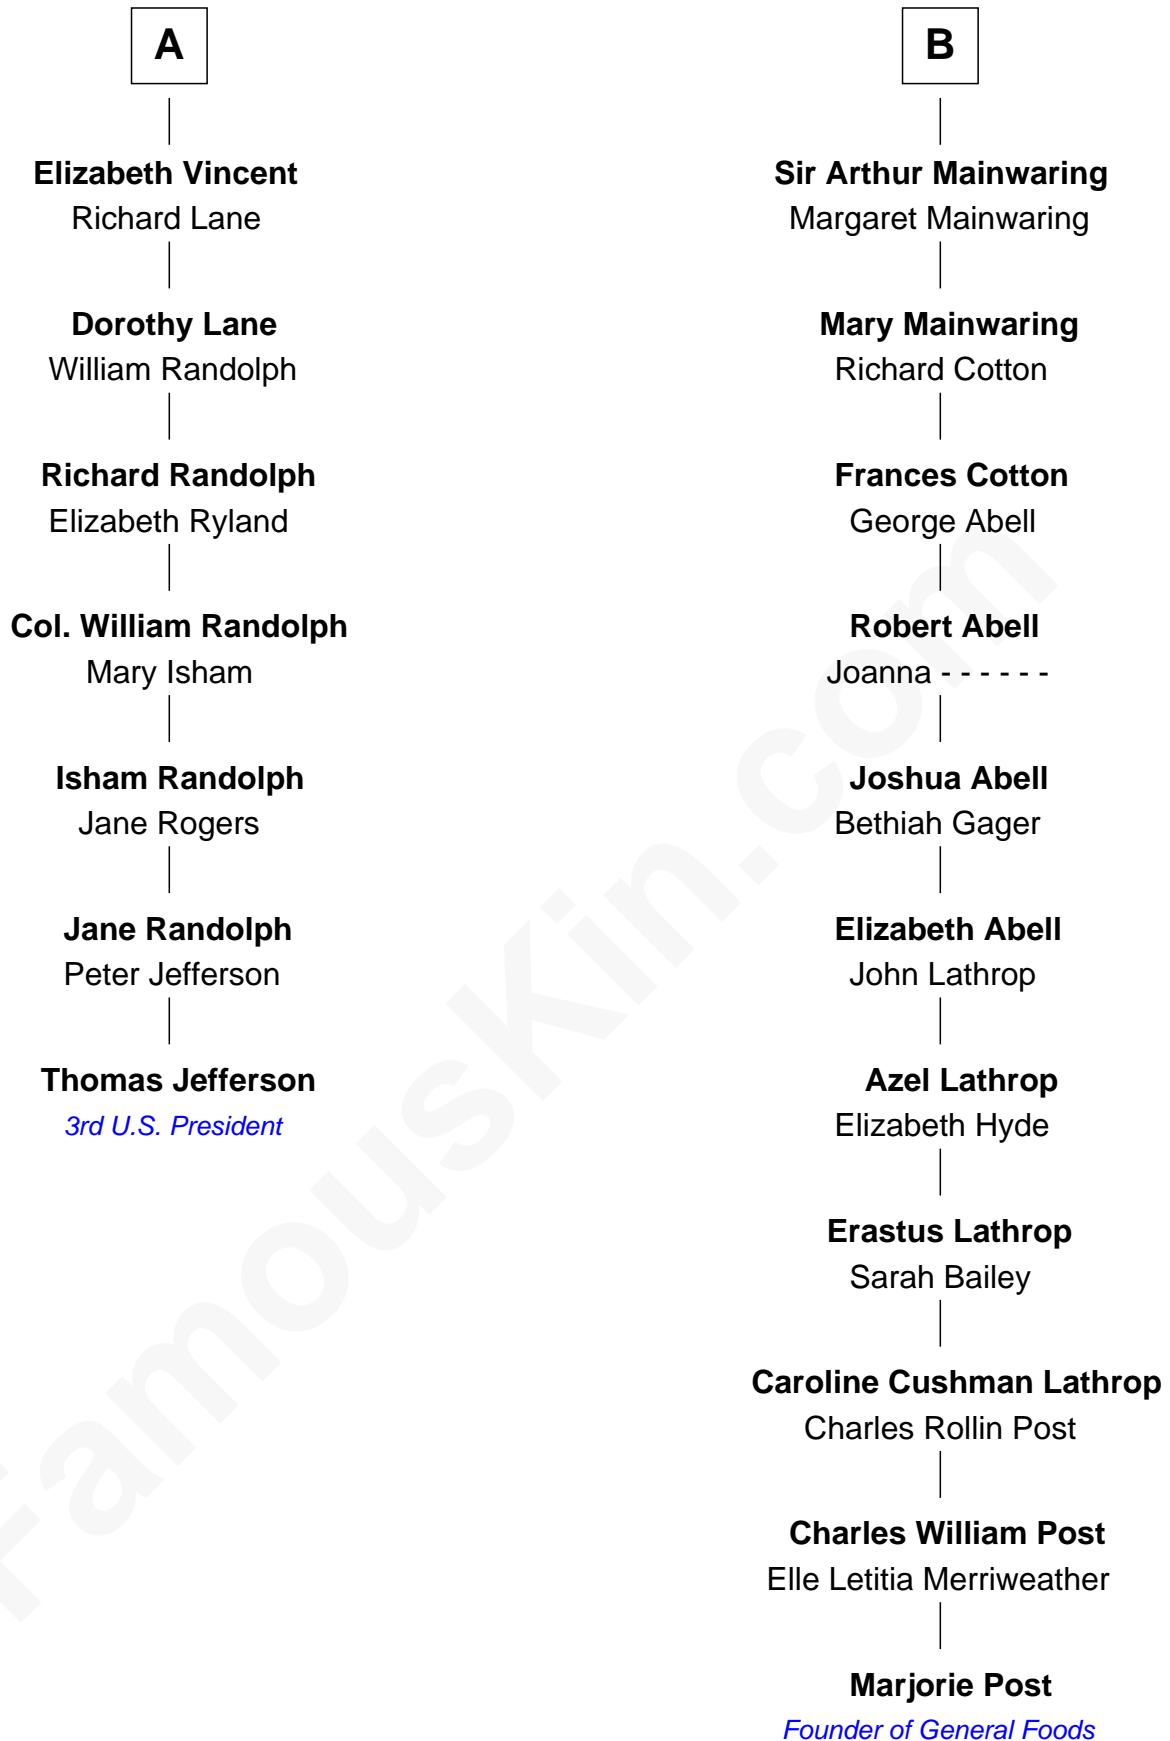 A
Elizabeth Vincent
Richard Lane
Dorothy Lane
William Randolph
Richard Randolph
Elizabeth Ryland
Col. William Randolph
Mary Isham
Isham Randolph
Jane Rogers
Jane Randolph
Peter Jefferson
Thomas Jefferson
3rd U.S. President
B
Sir Arthur Mainwaring
Margaret Mainwaring
Mary Mainwaring
Richard Cotton
Frances Cotton
George Abell
Robert Abell
Joanna - - - - - -
Joshua Abell
Bethiah Gager
Elizabeth Abell
John Lathrop
Azel Lathrop
Elizabeth Hyde
Erastus Lathrop
Sarah Bailey
Caroline Cushman Lathrop
Charles Rollin Post
Charles William Post
Elle Letitia Merriweather
Marjorie Post
Founder of General Foods
FamousKin.com